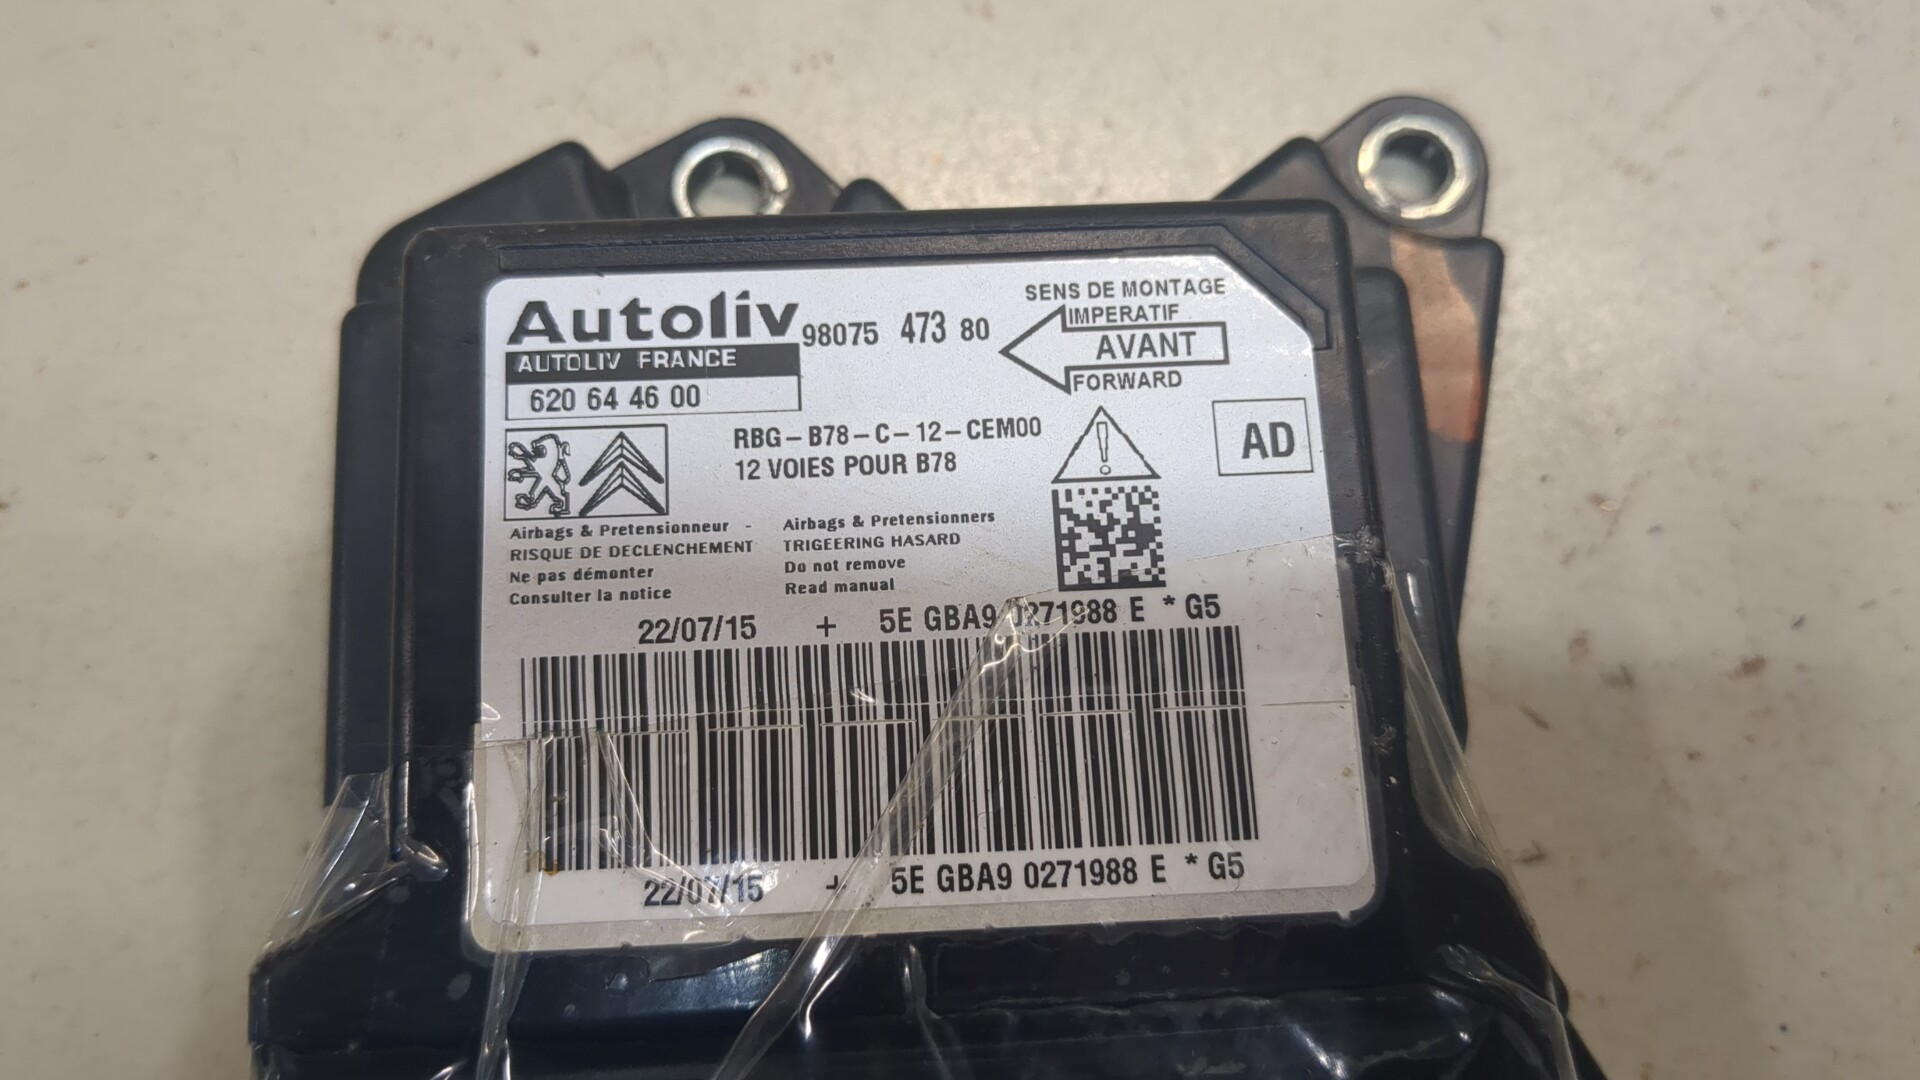 Autoliv
98075 473 80
AUTOLIV FRANCE
620 64 46 00
SENS DE MONTAGE
IMPERATIF
AVANT
FORWARD
RBG-B78-C-12-CEM00
12 VOIES POUR B78
AD
Airbags & Pretensionneur -
RISQUE DE DECLENCHEMENT
Ne pas démonter
Consulter la notice
Airbags & Pretensionners
TRIGEERING HASARD
Do not remove
Read manual
22/07/15 + 5E GBA9 0271988 E * G5
22/07/15 + 5E GBA9 0271988 E * G5